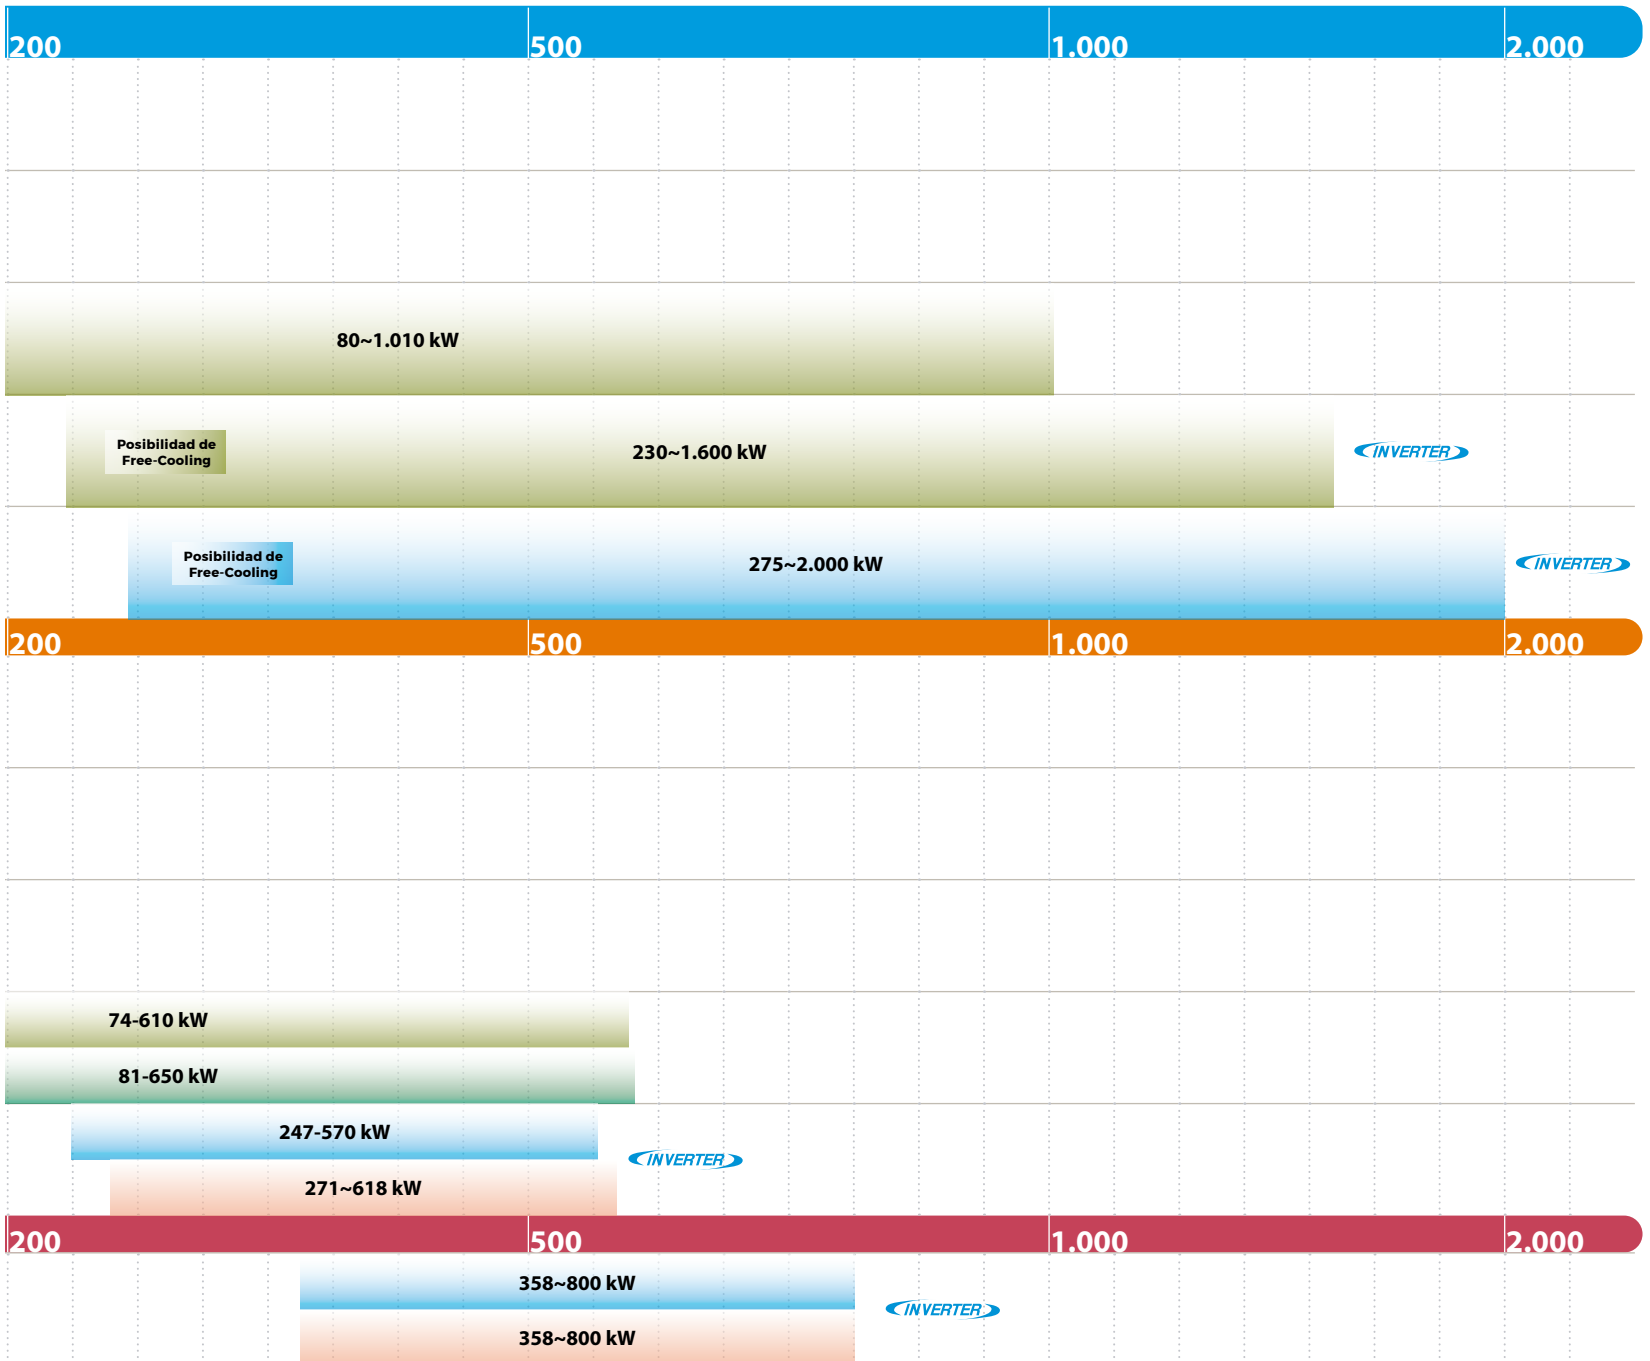 200 500 1.000 2.000
80~1.010 kW
Posibilidad de
Free-Cooling
230~1.600 kW
INVERTER
Posibilidad de
Free-Cooling
275~2.000 kW
INVERTER
200 500 1.000 2.000
74-610 kW
81-650 kW
247-570 kW
INVERTER
271~618 kW
200 500 1.000 2.000
358~800 kW
INVERTER
358~800 kW